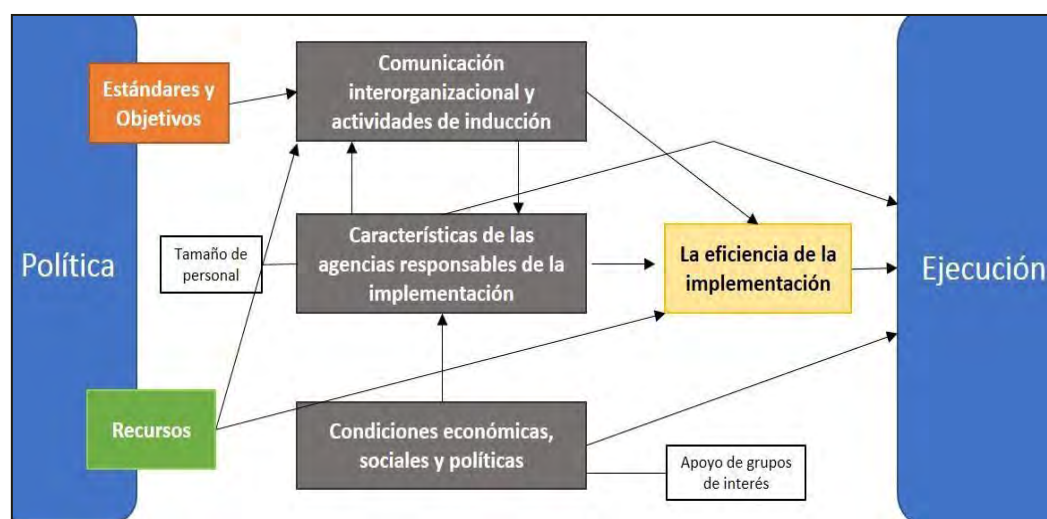 Política
Estándares y
Objetivos
Recursos
Comunicación
interorganizacional y
actividades de inducción
Tamaño de
personal
Características de las
agencias responsables de la
implementación
Condiciones económicas,
sociales y políticas
La eficiencia de la
implementación
Apoyo de grupos
de interés
Ejecución